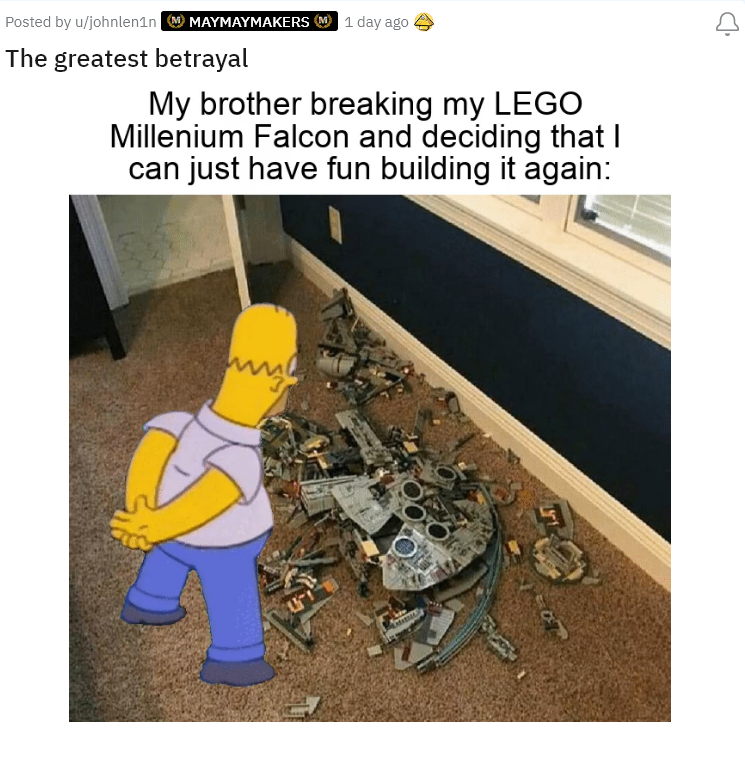 Posted by u/johnlen1n M MAYMAYMAKERS M 1 day ago
The greatest betrayal
My brother breaking my LEGO
Millenium Falcon and deciding that I
can just have fun building it again: